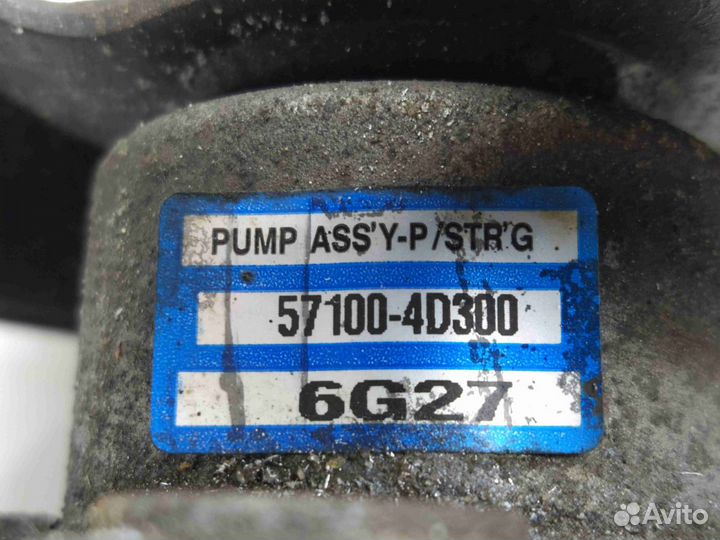 PUMP ASS'Y-P/STR'G
57100-4D300
6G27
Avito